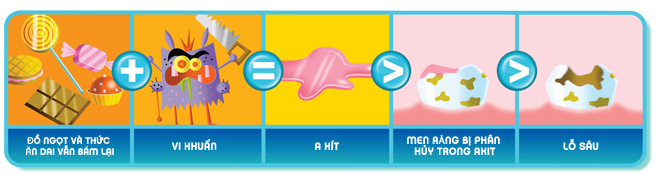 +
=
>
>
ĐỒ NGỌT VÀ THỨC
ĂN DAI VẪN BÁM LẠI
VI KHUẨN
A XÍT
MEN RĂNG BỊ PHÂN
HỦY TRONG AXIT
LỖ SÂU